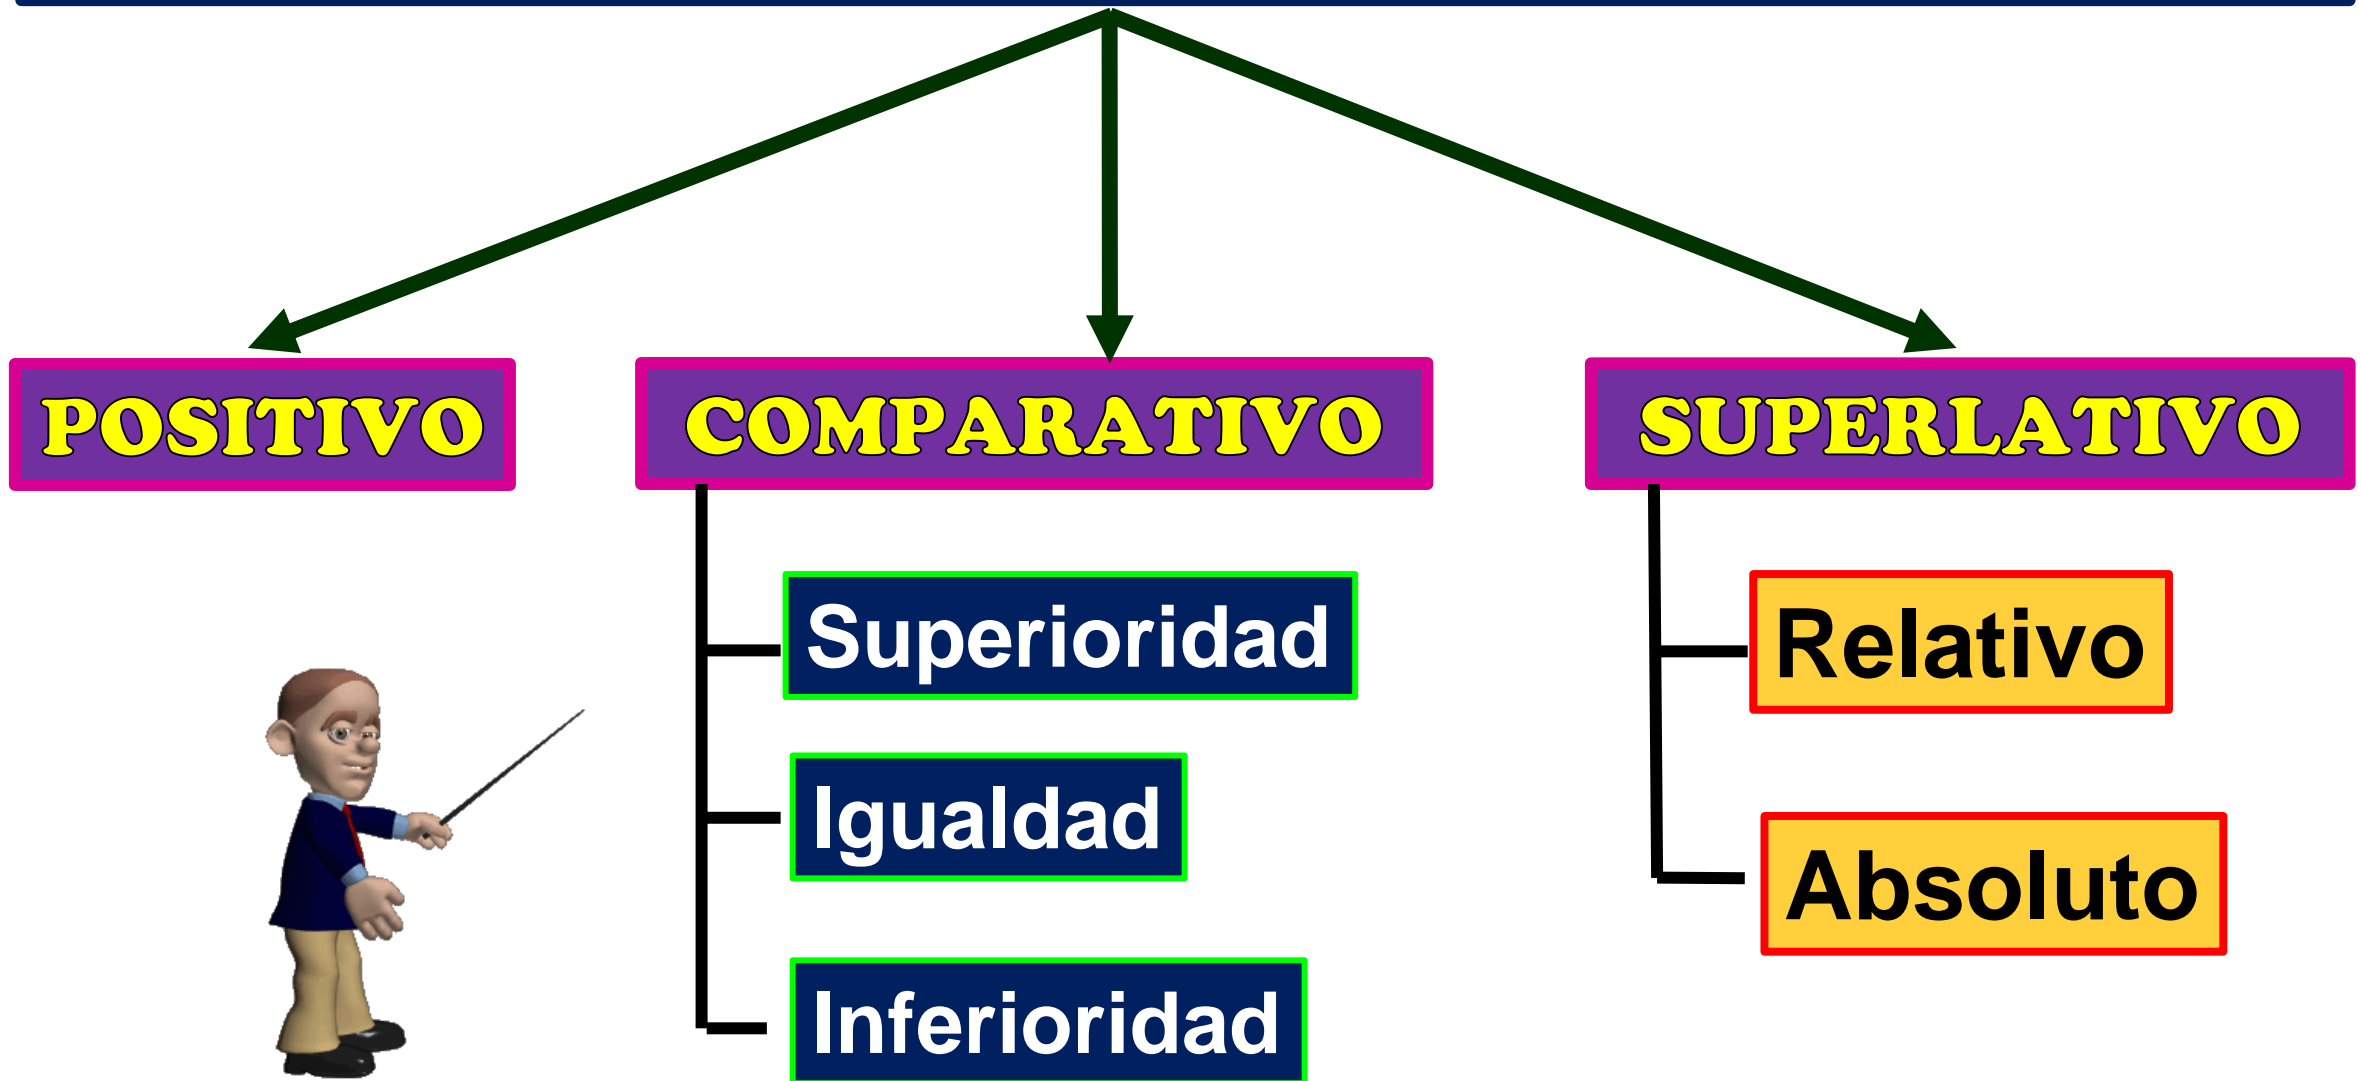 POSITIVO
COMPARATIVO
SUPERLATIVO
Superioridad
Igualdad
Inferioridad
Relativo
Absoluto